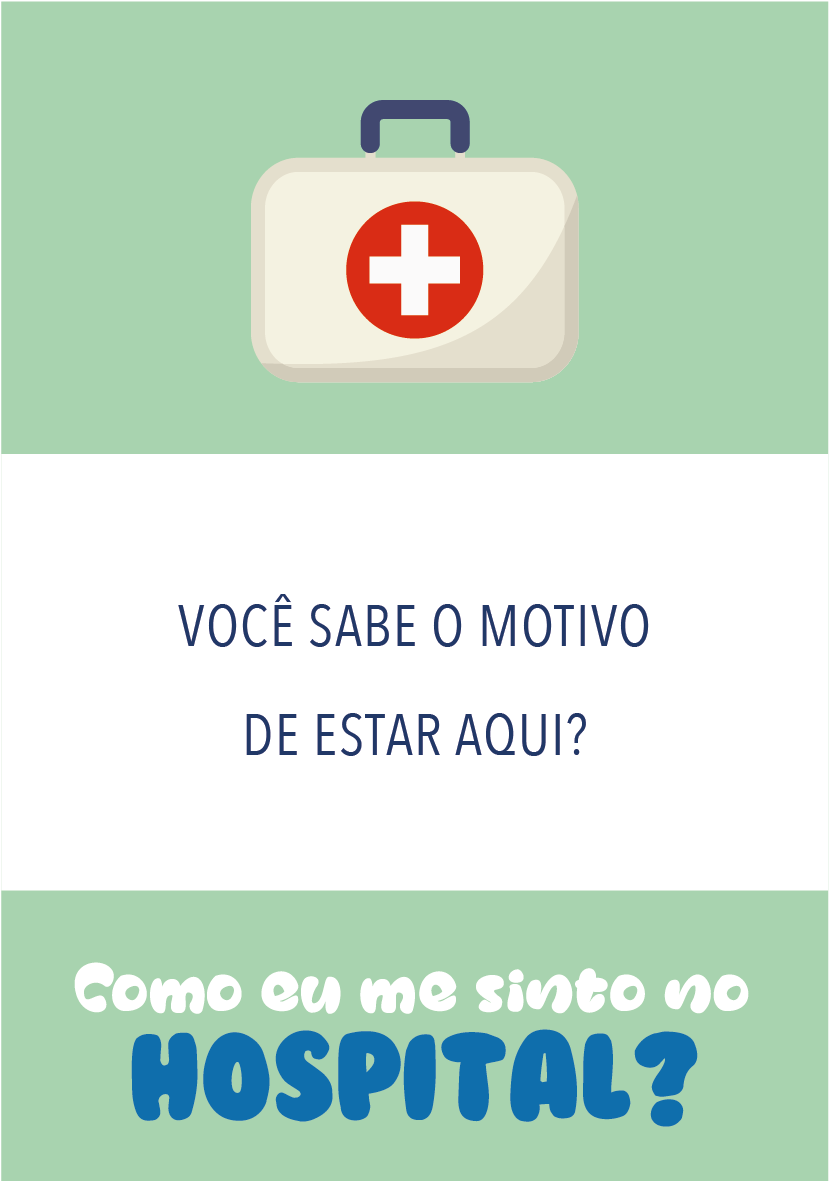 VOCÊ SABE O MOTIVO
DE ESTAR AQUI?
Como eu me sinto no
HOSPITAL?